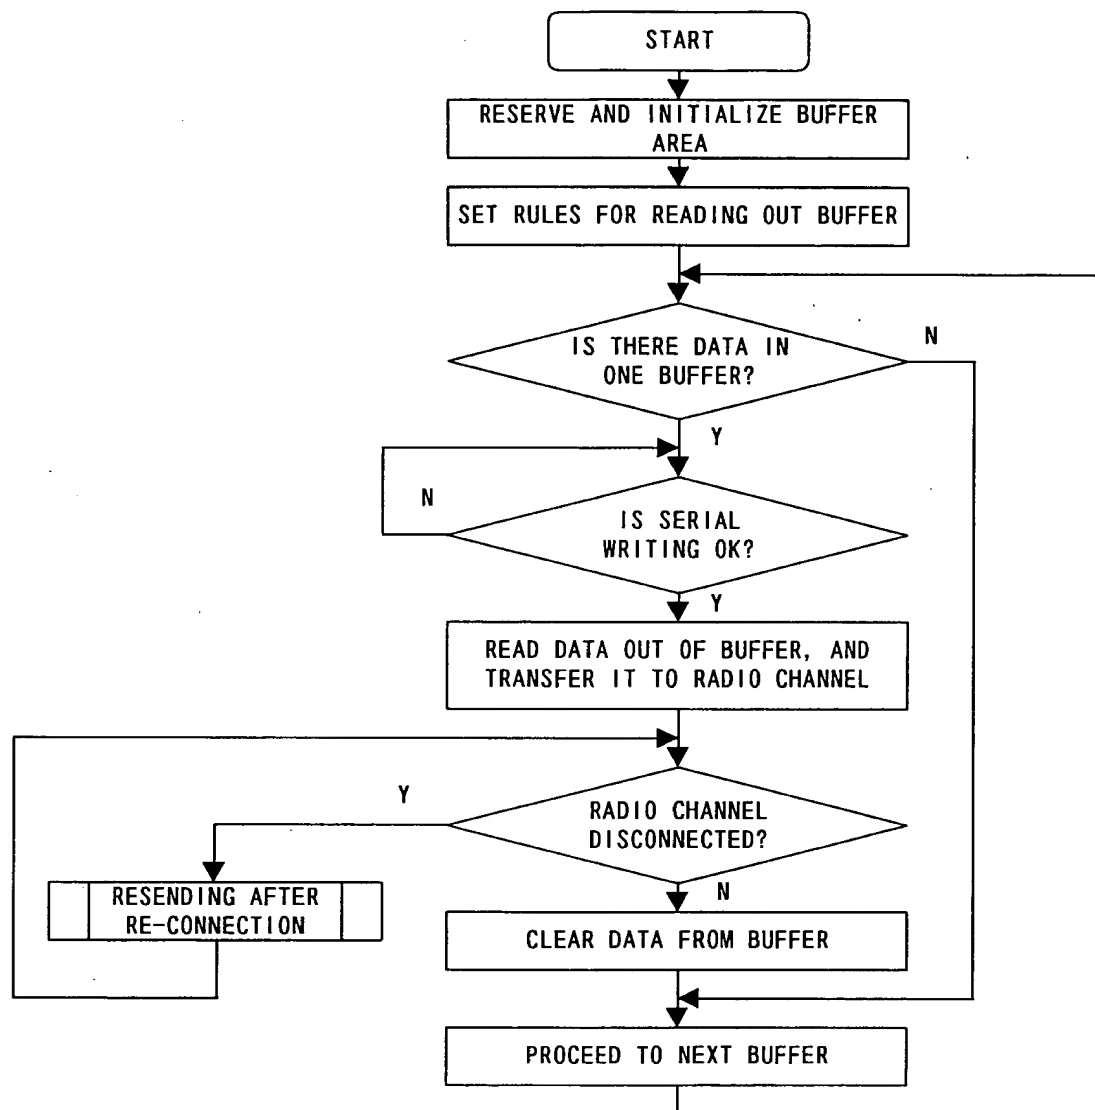 START
RESERVE AND INITIALIZE BUFFER
AREA
SET RULES FOR READING OUT BUFFER
IS THERE DATA IN
ONE BUFFER?
N
Y
N
IS SERIAL
WRITING OK?
Y
READ DATA OUT OF BUFFER, AND
TRANSFER IT TO RADIO CHANNEL
Y
RADIO CHANNEL
DISCONNECTED?
RESENDING AFTER
RE-CONNECTION
N
CLEAR DATA FROM BUFFER
PROCEED TO NEXT BUFFER